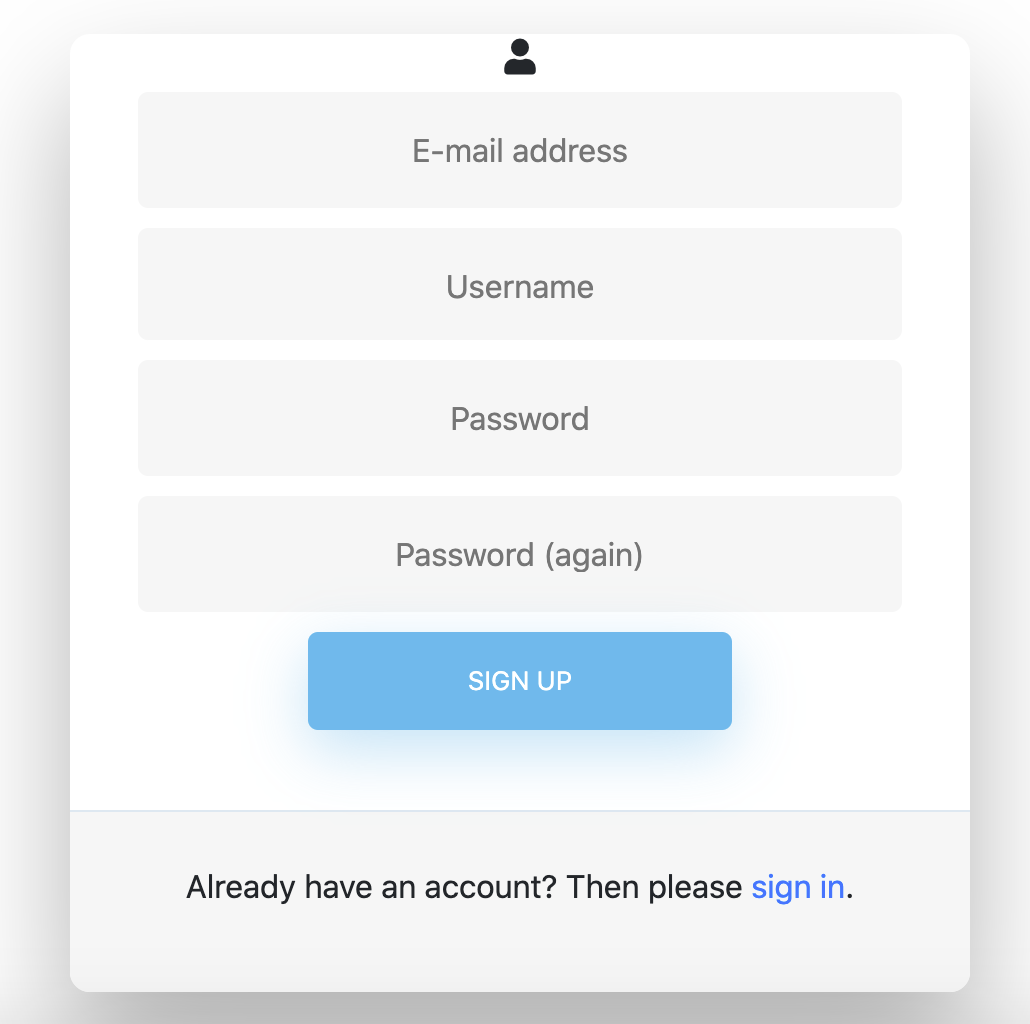 E-mail address
Username
Password
Password (again)
SIGN UP
Already have an account? Then please sign in.